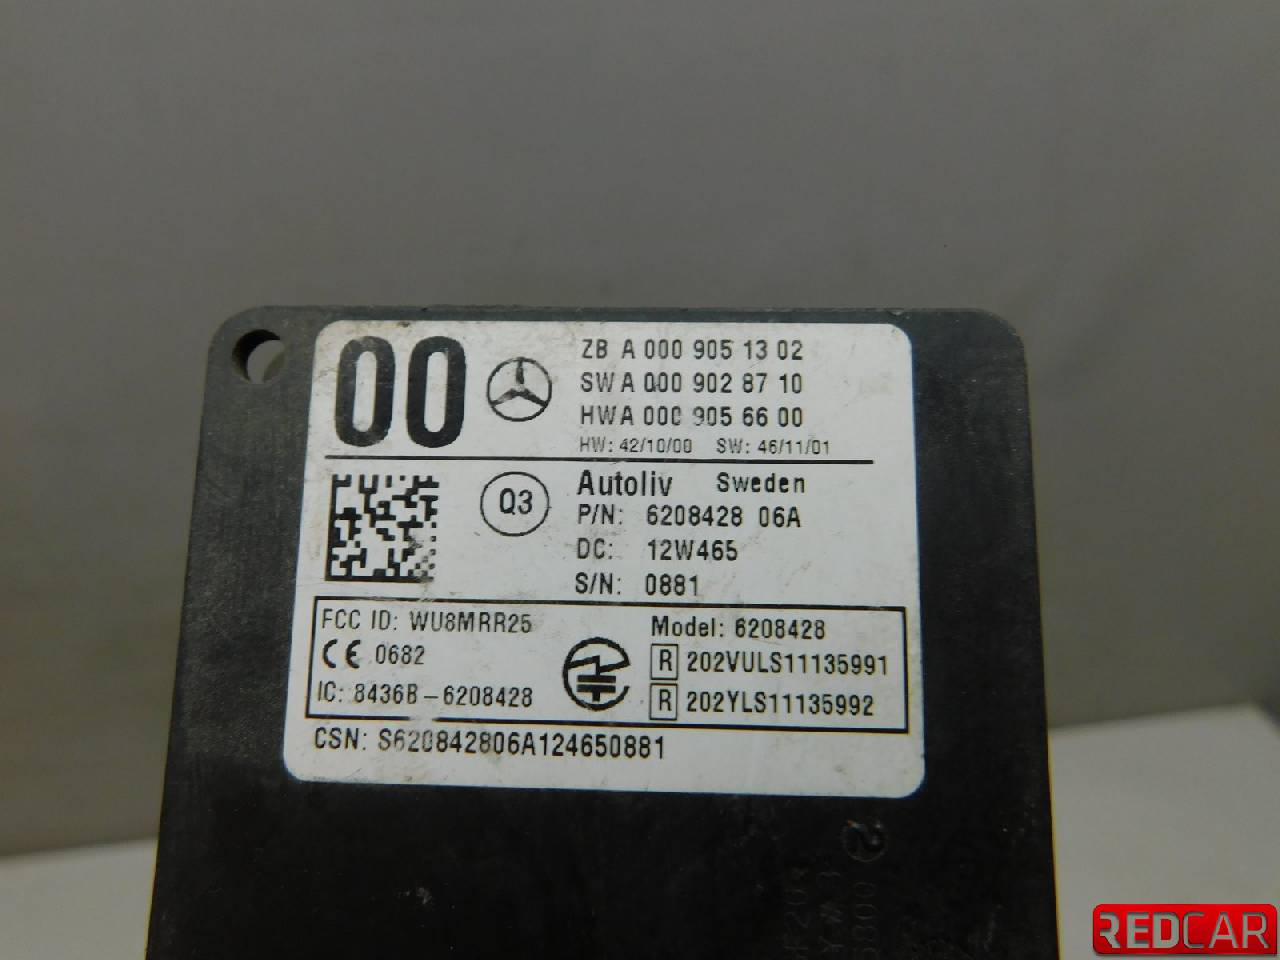 00
ZB A 000 905 13 02
SW A 000 902 87 10
HW A 000 905 66 00
HW: 42/10/00 SW: 46/11/01
Q3
Autoliv Sweden
P/N: 6208428 06A
DC: 12W465
S/N: 0881
FCC ID: WU8MRR25
Model: 6208428
CE 0682
R 202VULS11135991
IC: 8436B-6208428
R 202YLS11135992
CSN: S620842806A124650881
2
REDCAR